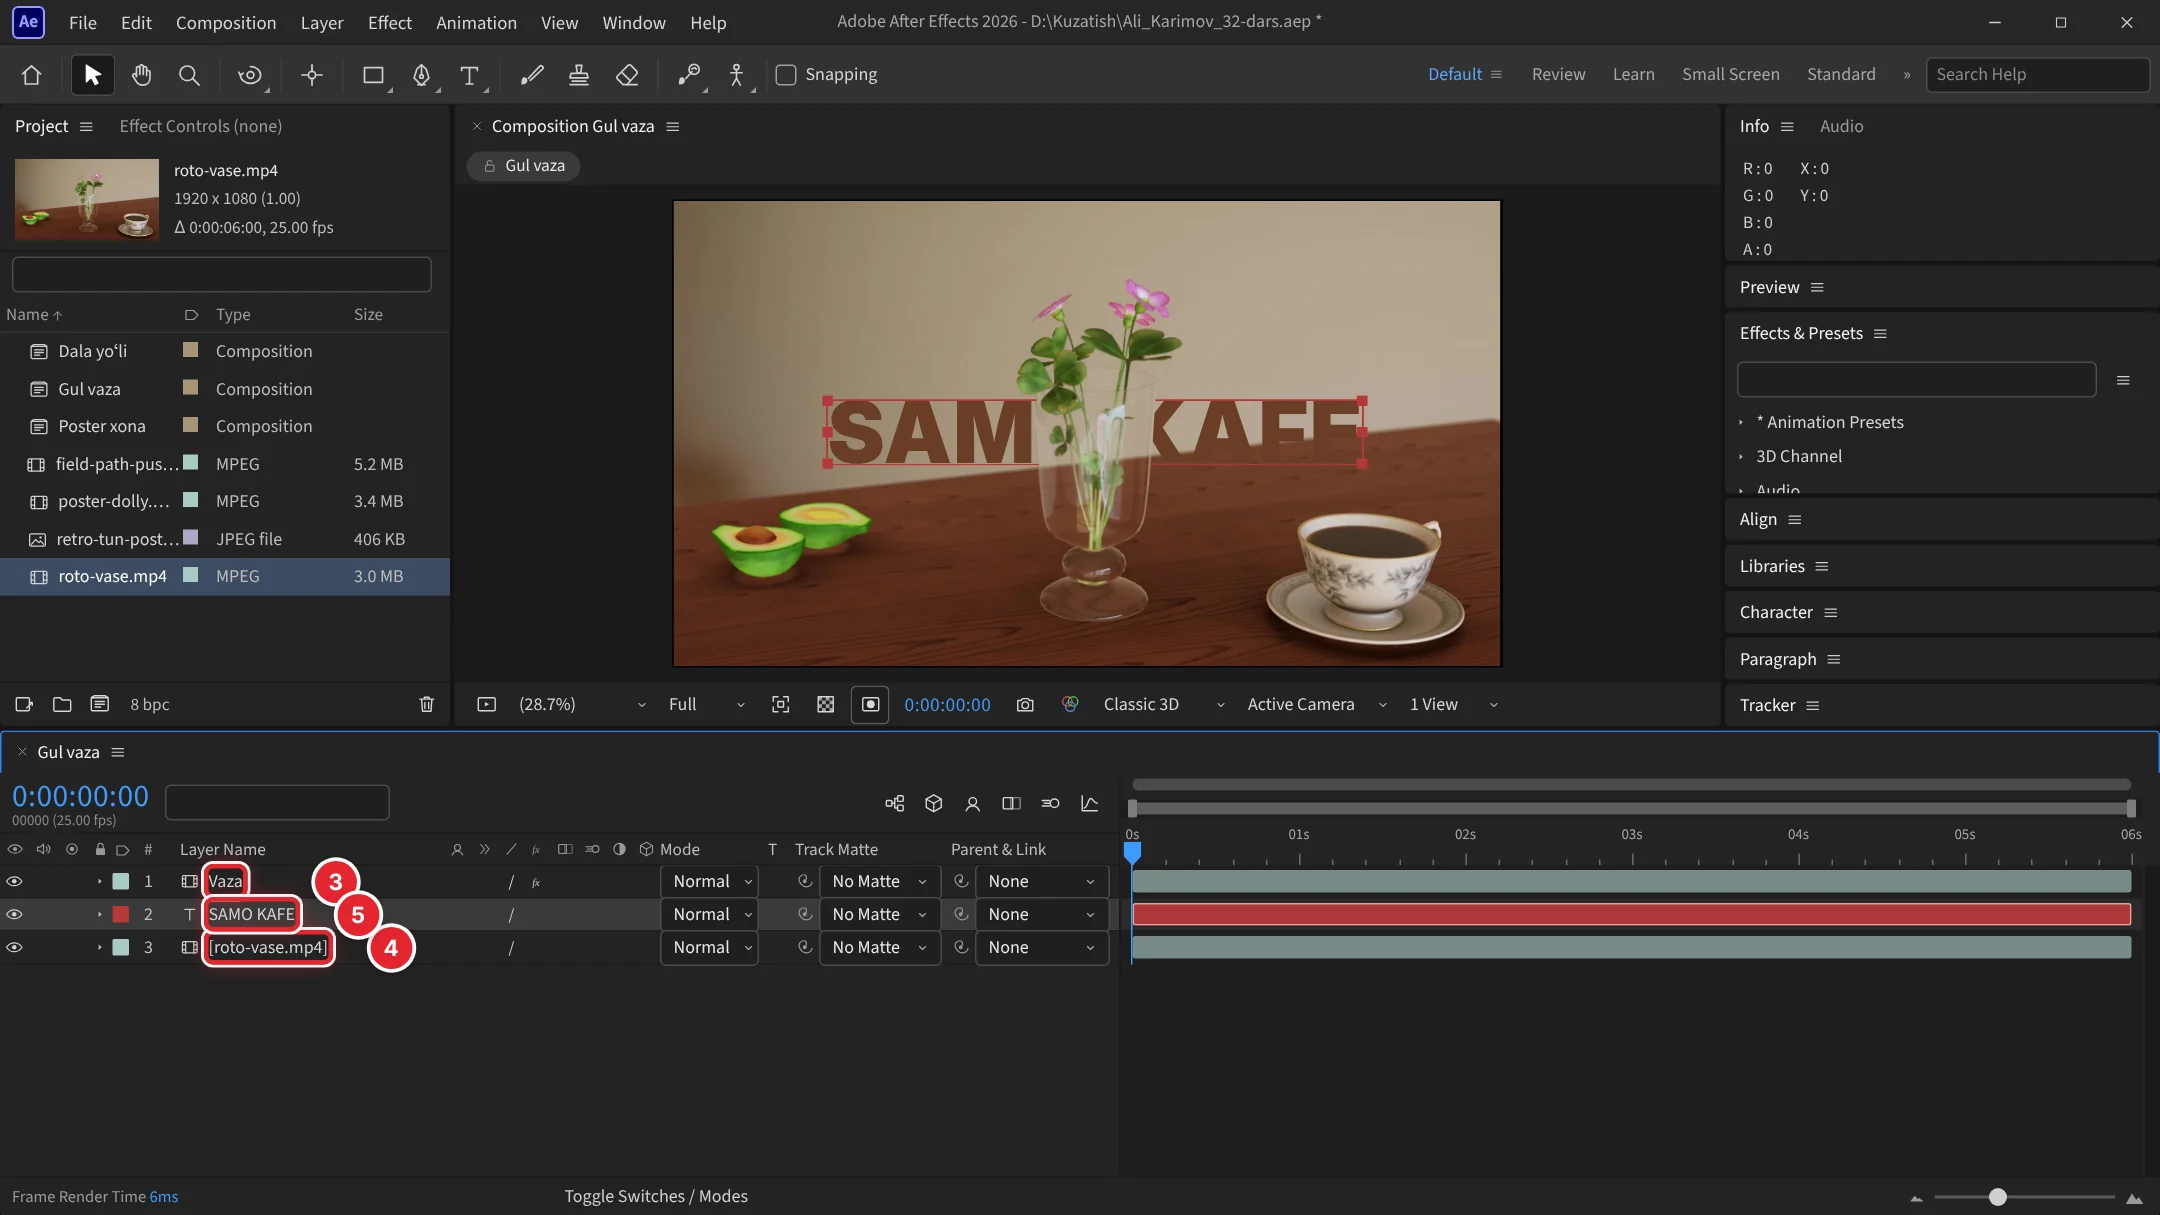 Ae File Edit Composition Layer Effect Animation View Window Help Adobe After Effects 2026 - D:\Kuzatish\Ali_Karimov_32-dars.aep *
Snapping Default Review Learn Small Screen Standard » Search Help
Project Effect Controls (none)
roto-vase.mp4
1920 x 1080 (1.00)
Δ 0:00:06:00, 25.00 fps
Name Type Size
Dala yoʻli Composition
Gul vaza Composition
Poster xona Composition
field-path-pus... MPEG 5.2 MB
poster-dolly.... MPEG 3.4 MB
retro-tun-post... JPEG file 406 KB
roto-vase.mp4 MPEG 3.0 MB
8 bpc
Composition Gul vaza
Gul vaza
SAM KAFE
(28.7%) Full 0:00:00:00 Classic 3D Active Camera 1 View
Info Audio
R: 0 X: 0
G: 0 Y: 0
B: 0
A: 0
Preview
Effects & Presets
* Animation Presets
3D Channel
Audio
Align
Libraries
Character
Paragraph
Tracker
Gul vaza
0:00:00:00
00000 (25.00 fps)
0s 01s 02s 03s 04s 05s 06s
# Layer Name fx Mode T Track Matte Parent & Link
1 Vaza 3 / fx Normal No Matte None
2 T SAMO KAFE 5 / Normal No Matte None
3 [roto-vase.mp4] 4 / Normal No Matte None
Frame Render Time 6ms Toggle Switches / Modes